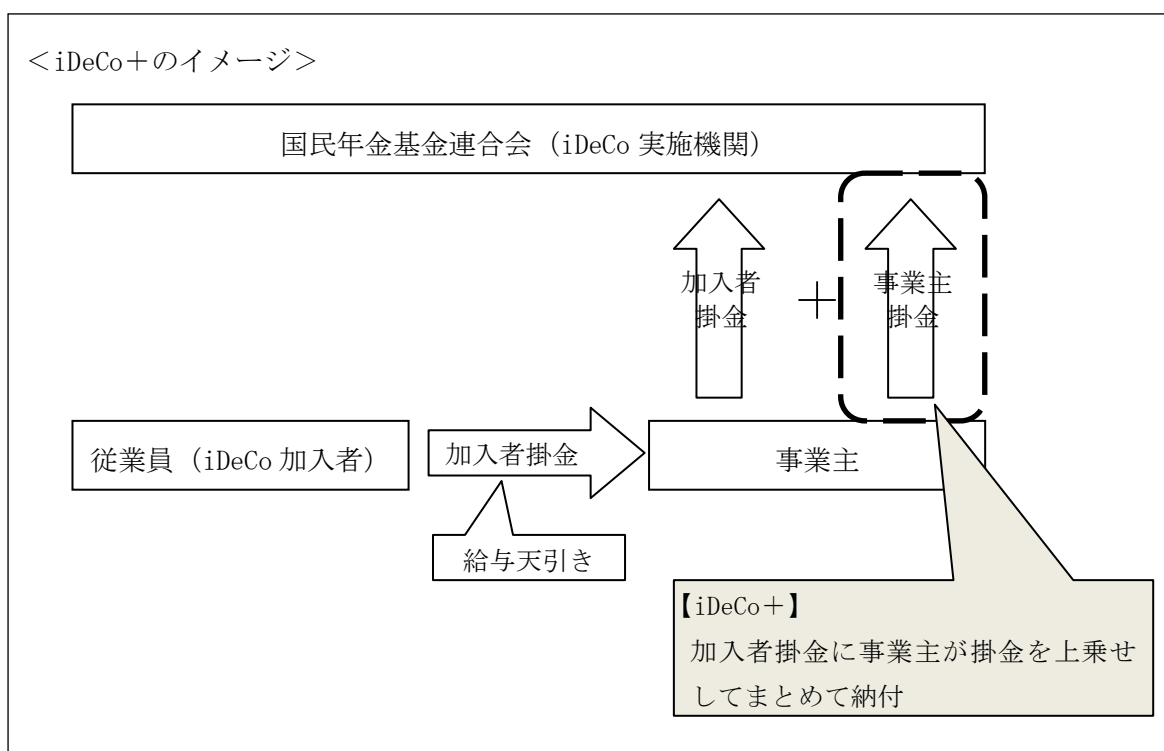 ＜iDeCo＋のイメージ＞
国民年金基金連合会（iDeCo 実施機関）
加入者
掛金
＋
事業主
掛金
従業員（iDeCo 加入者）
加入者掛金
事業主
給与天引き
【iDeCo＋】
加入者掛金に事業主が掛金を上乗せ
してまとめて納付